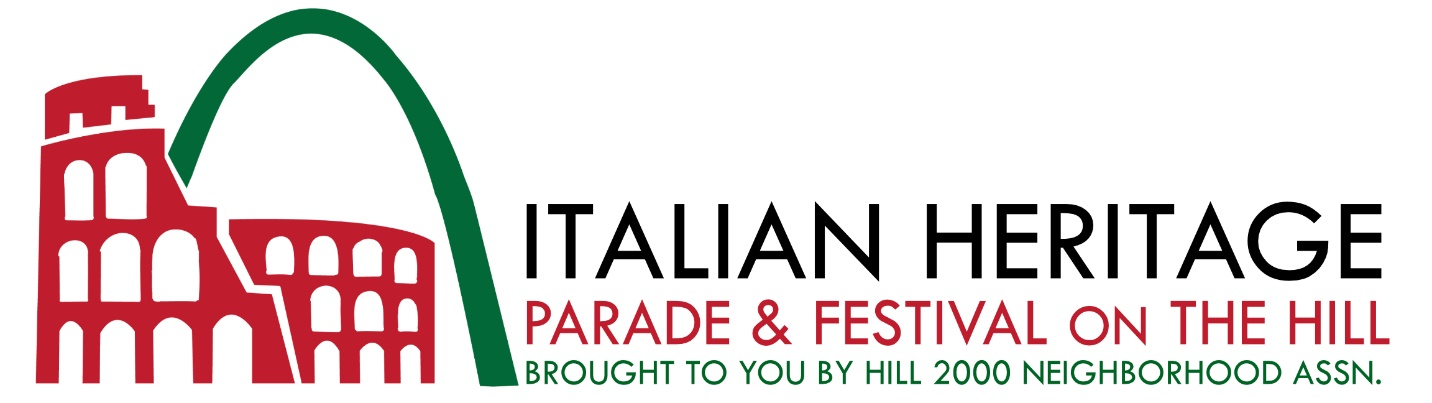 ITALIAN HERITAGE
PARADE & FESTIVAL ON THE HILL
BROUGHT TO YOU BY HILL 2000 NEIGHBORHOOD ASSN.